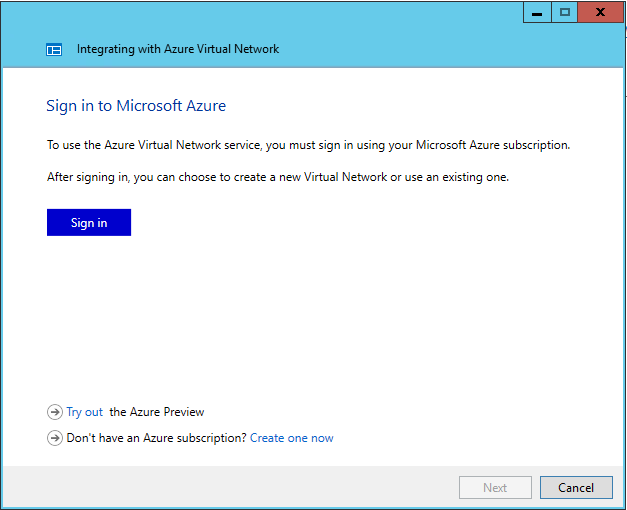 Integrating with Azure Virtual Network
Sign in to Microsoft Azure
To use the Azure Virtual Network service, you must sign in using your Microsoft Azure subscription.
After signing in, you can choose to create a new Virtual Network or use an existing one.
Sign in
Try out the Azure Preview
Don't have an Azure subscription? Create one now
Next
Cancel